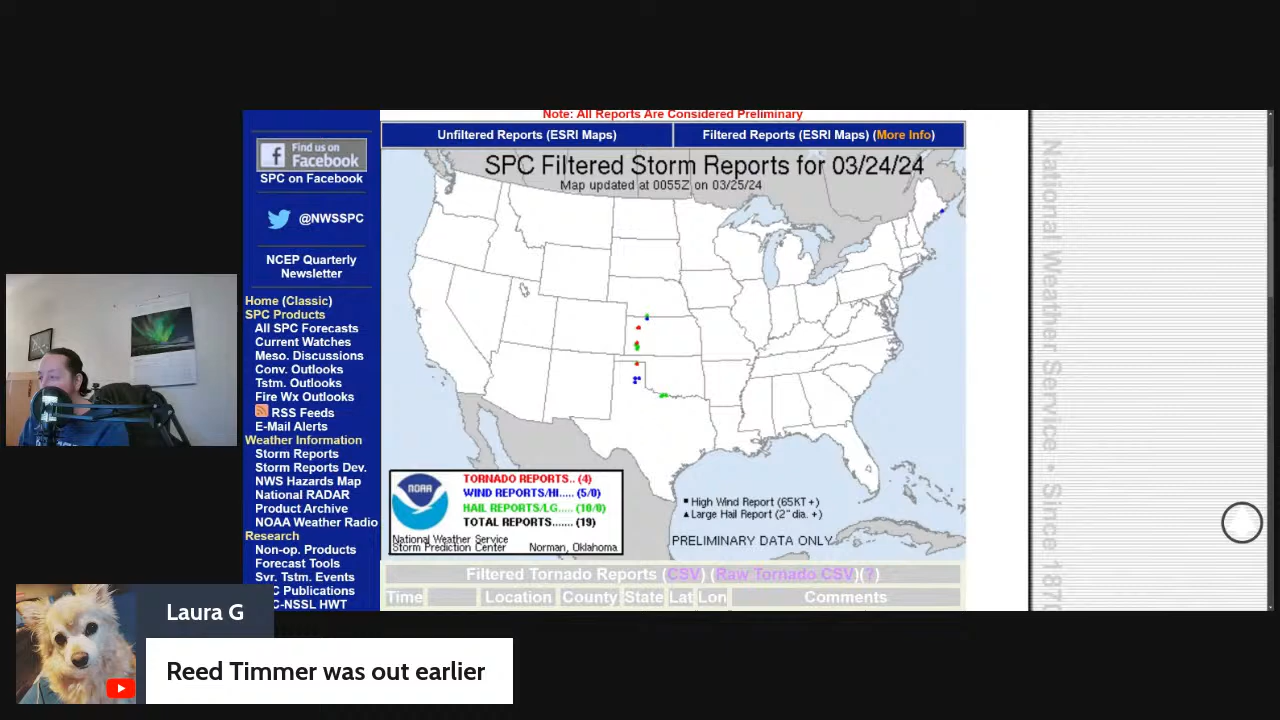 Note: All Reports Are Considered Preliminary
Unfiltered Reports (ESRI Maps)
Filtered Reports (ESRI Maps) (More Info)
SPC Filtered Storm Reports for 03/24/24
Map updated at 0055Z on 03/25/24
Find us on
Facebook
SPC on Facebook
@NWSSPC
NCEP Quarterly
Newsletter
Home (Classic)
SPC Products
All SPC Forecasts
Current Watches
Meso. Discussions
Conv. Outlooks
Tstm. Outlooks
Fire Wx Outlooks
RSS Feeds
E-Mail Alerts
Weather Information
Storm Reports
Storm Reports Dev.
NWS Hazards Map
National RADAR
Product Archive
NOAA Weather Radio
Research
Non-op. Products
Forecast Tools
Svr. Tstm. Events
C Publications
C-NSSL HWT
NOAA
TORNADO REPORTS.. (4)
WIND REPORTS/HI..... (5/0)
HAIL REPORTS/LG..... (10/0)
TOTAL REPORTS....... (19)
National Weather Service
Storm Prediction Center
Norman, Oklahoma
High Wind Report (65KT +)
Large Hail Report (2" dia. +)
PRELIMINARY DATA ONLY.
Filtered Tornado Reports (CSV) (Raw Tornado CSV)(?)
Time
Location
County
State
Lat
Lon
Comments
National Weather Service • Since 1870
Laura G
Reed Timmer was out earlier